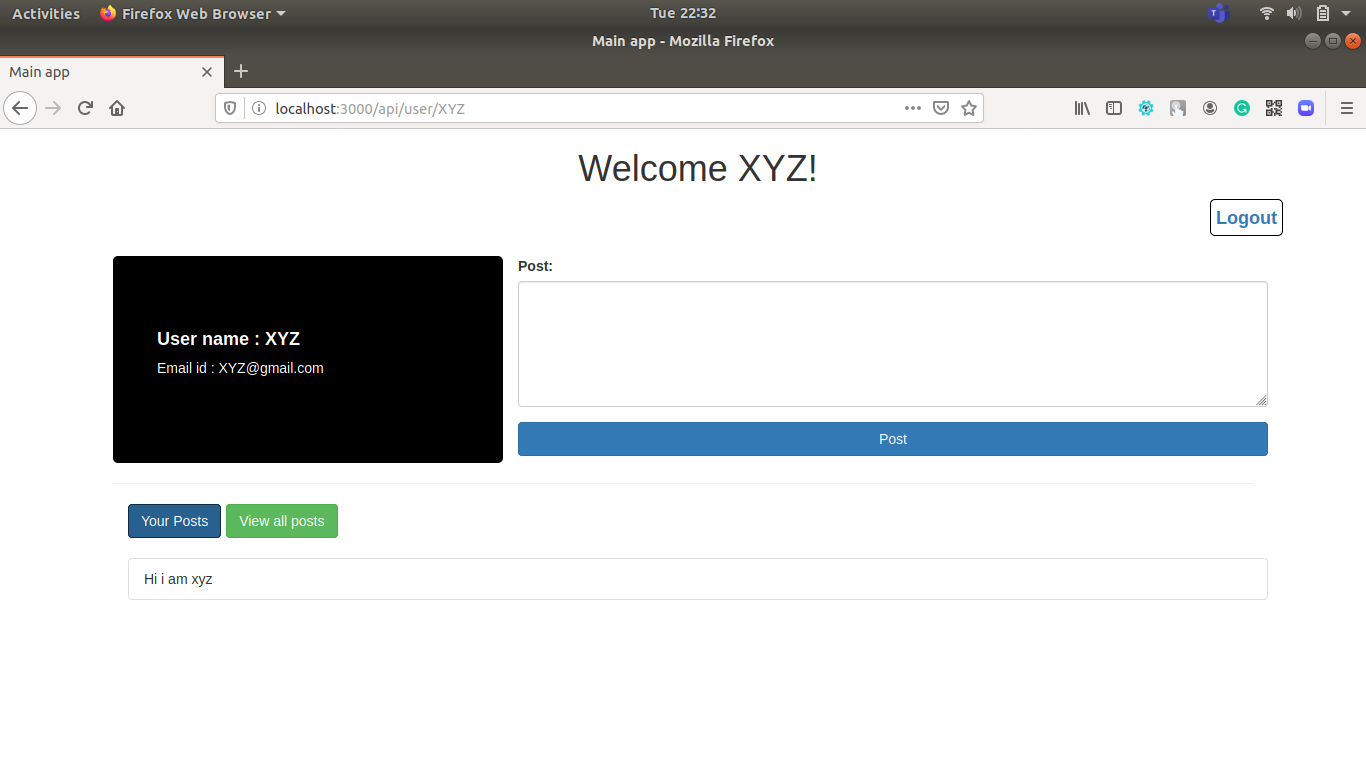 Activities Firefox Web Browser Tue 22:32
Main app - Mozilla Firefox
Main app
localhost:3000/api/user/XYZ
Welcome XYZ!
Logout
User name : XYZ
Email id : XYZ@gmail.com
Post:
Post
Your Posts View all posts
Hi i am xyz